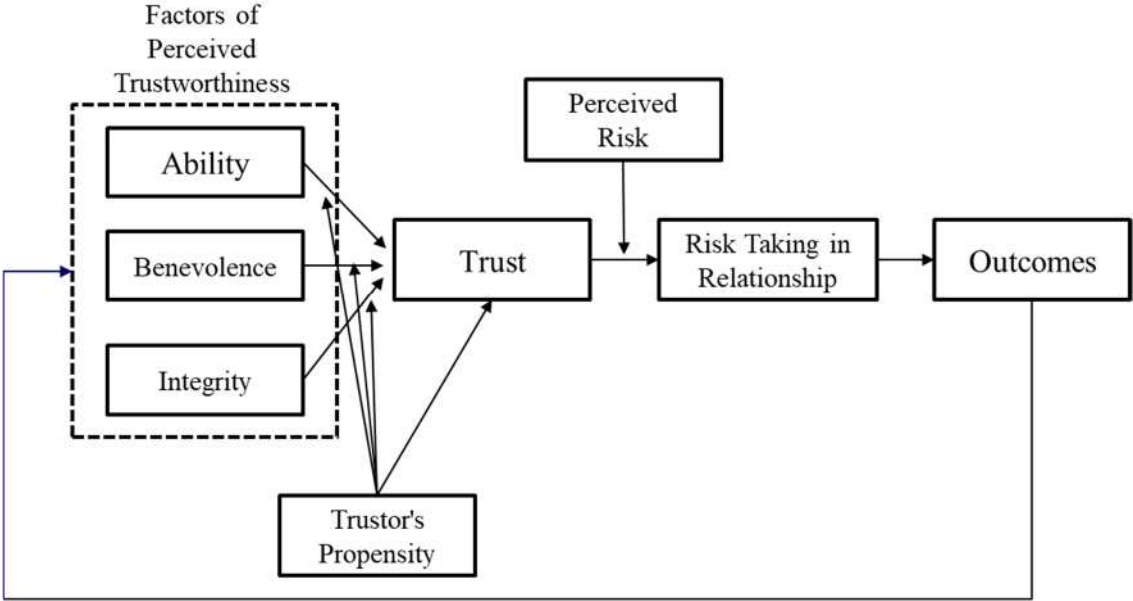 Factors of
Perceived
Trustworthiness
Ability
Benevolence
Integrity
Trustor's
Propensity
Trust
Perceived
Risk
Risk Taking in
Relationship
Outcomes